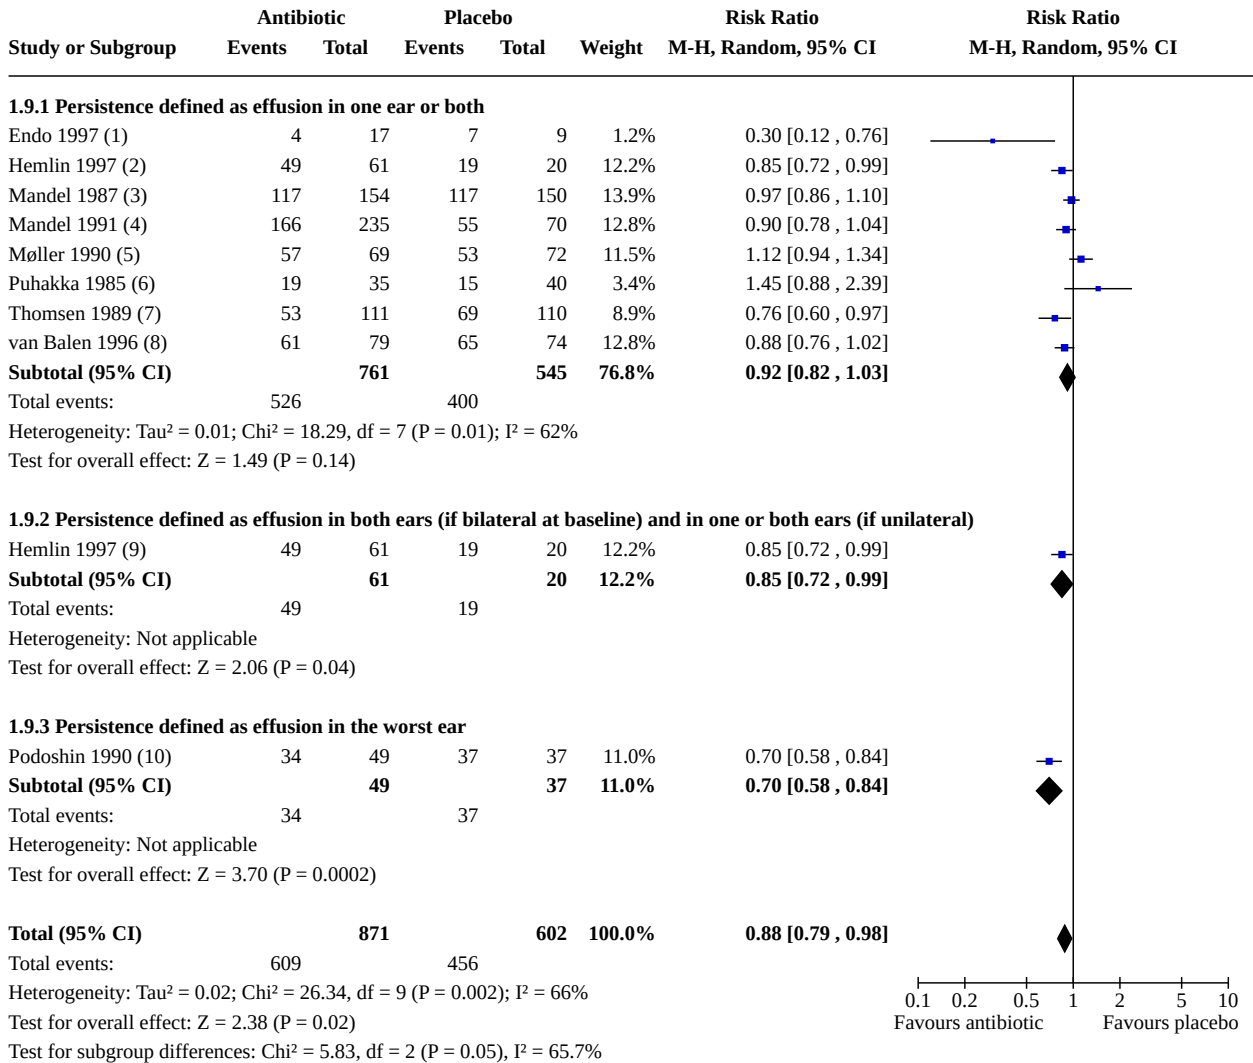 Antibiotic Placebo Risk Ratio Risk Ratio
Study or Subgroup Events Total Events Total Weight M-H, Random, 95% CI M-H, Random, 95% CI
1.9.1 Persistence defined as effusion in one ear or both
Endo 1997 (1) 4 17 7 9 1.2% 0.30 [0.12 , 0.76]
Hemlin 1997 (2) 49 61 19 20 12.2% 0.85 [0.72 , 0.99]
Mandel 1987 (3) 117 154 117 150 13.9% 0.97 [0.86 , 1.10]
Mandel 1991 (4) 166 235 55 70 12.8% 0.90 [0.78 , 1.04]
Møller 1990 (5) 57 69 53 72 11.5% 1.12 [0.94 , 1.34]
Puhakka 1985 (6) 19 35 15 40 3.4% 1.45 [0.88 , 2.39]
Thomsen 1989 (7) 53 111 69 110 8.9% 0.76 [0.60 , 0.97]
van Balen 1996 (8) 61 79 65 74 12.8% 0.88 [0.76 , 1.02]
Subtotal (95% CI) 761 545 76.8% 0.92 [0.82 , 1.03]
Total events: 526 400
Heterogeneity: Tau² = 0.01; Chi² = 18.29, df = 7 (P = 0.01); I² = 62%
Test for overall effect: Z = 1.49 (P = 0.14)
1.9.2 Persistence defined as effusion in both ears (if bilateral at baseline) and in one or both ears (if unilateral)
Hemlin 1997 (9) 49 61 19 20 12.2% 0.85 [0.72 , 0.99]
Subtotal (95% CI) 61 20 12.2% 0.85 [0.72 , 0.99]
Total events: 49 19
Heterogeneity: Not applicable
Test for overall effect: Z = 2.06 (P = 0.04)
1.9.3 Persistence defined as effusion in the worst ear
Podoshin 1990 (10) 34 49 37 37 11.0% 0.70 [0.58 , 0.84]
Subtotal (95% CI) 49 37 11.0% 0.70 [0.58 , 0.84]
Total events: 34 37
Heterogeneity: Not applicable
Test for overall effect: Z = 3.70 (P = 0.0002)
Total (95% CI) 871 602 100.0% 0.88 [0.79 , 0.98]
Total events: 609 456
Heterogeneity: Tau² = 0.02; Chi² = 26.34, df = 9 (P = 0.002); I² = 66%
0.1 0.2 0.5 1 2 5 10
Test for overall effect: Z = 2.38 (P = 0.02) Favours antibiotic Favours placebo
Test for subgroup differences: Chi² = 5.83, df = 2 (P = 0.05), I² = 65.7%